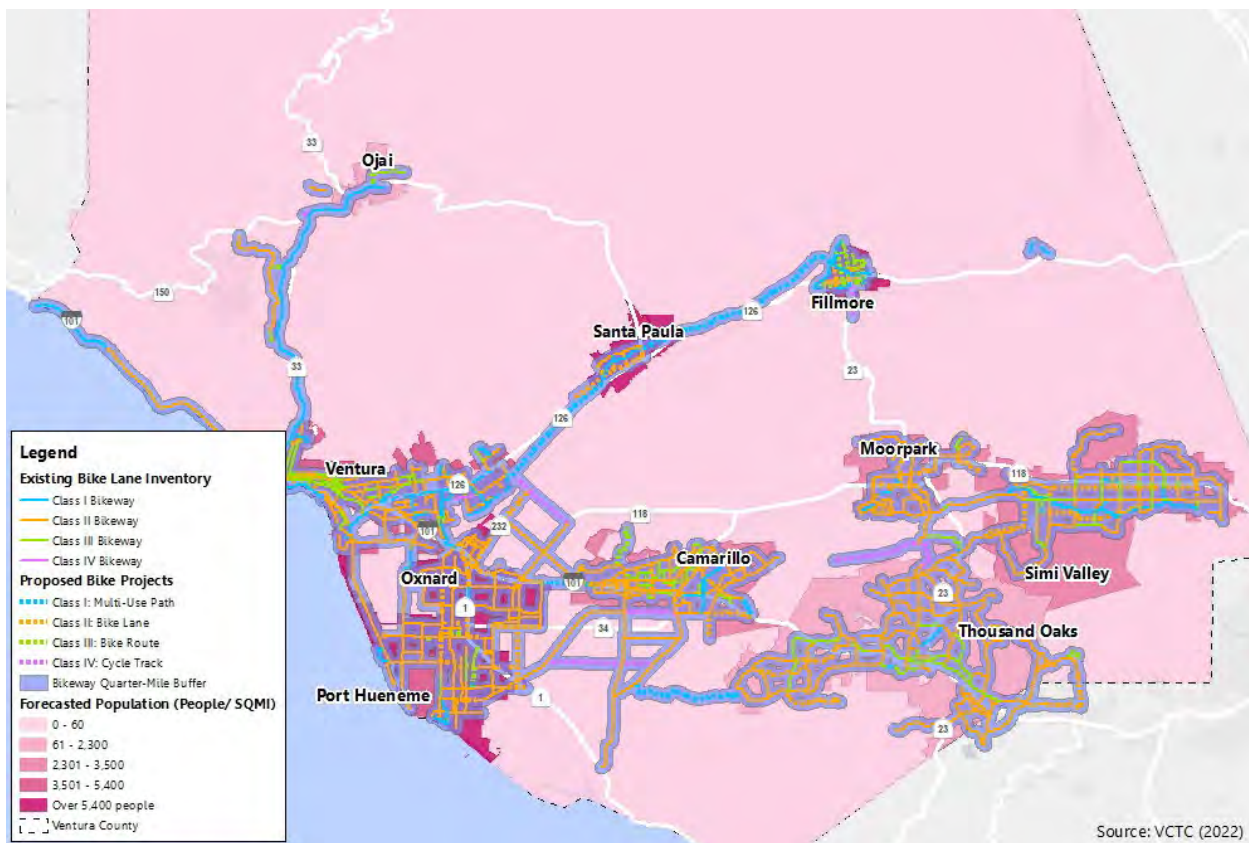 33
Ojai
150
101
33
126
Fillmore
Santa Paula
126
23
126
Moorpark
118
Ventura
126
232
101
118
Camarillo
Oxnard
101
Simi Valley
23
1
34
Thousand Oaks
Port Hueneme
1
23
Legend
Existing Bike Lane Inventory
Class I Bikeway
Class II Bikeway
Class III Bikeway
Class IV Bikeway
Proposed Bike Projects
Class I: Multi-Use Path
Class II: Bike Lane
Class III: Bike Route
Class IV: Cycle Track
Bikeway Quarter-Mile Buffer
Forecasted Population (People/ SQMI)
0 - 60
61 - 2,300
2,301 - 3,500
3,501 - 5,400
Over 5,400 people
Ventura County
Source: VCTC (2022)